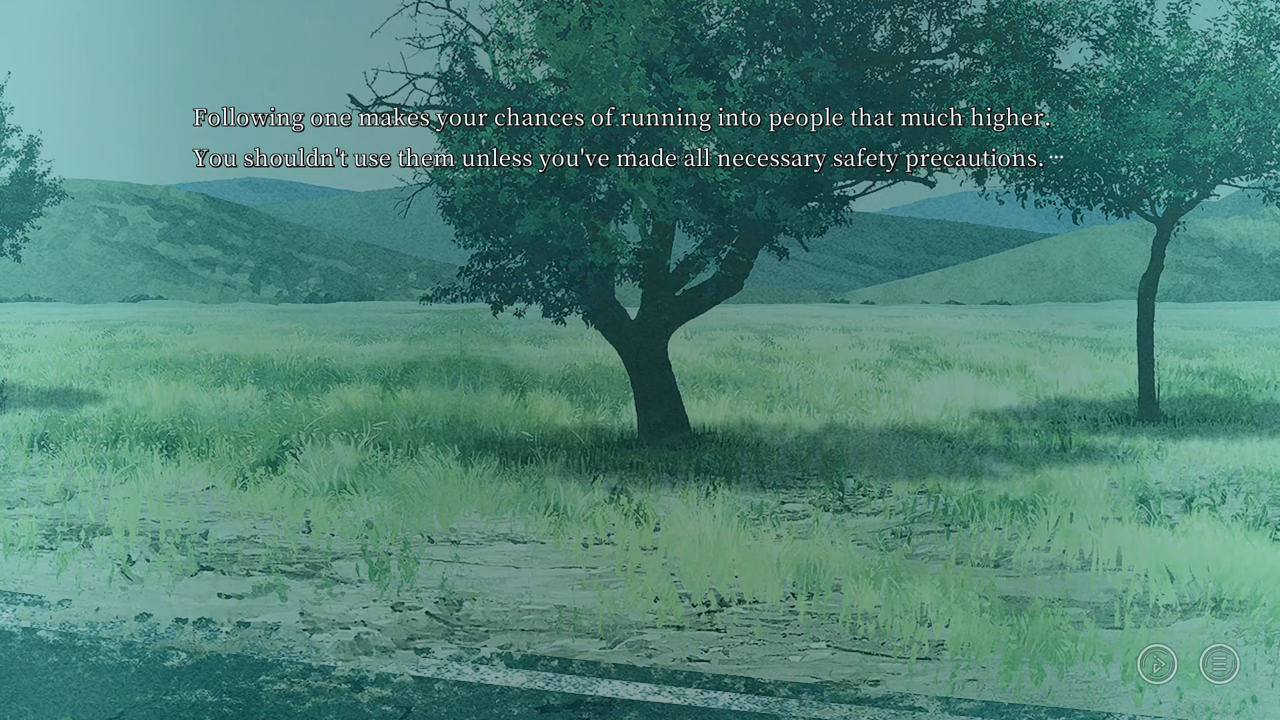 Following one makes your chances of running into people that much higher.
You shouldn't use them unless you've made all necessary safety precautions.